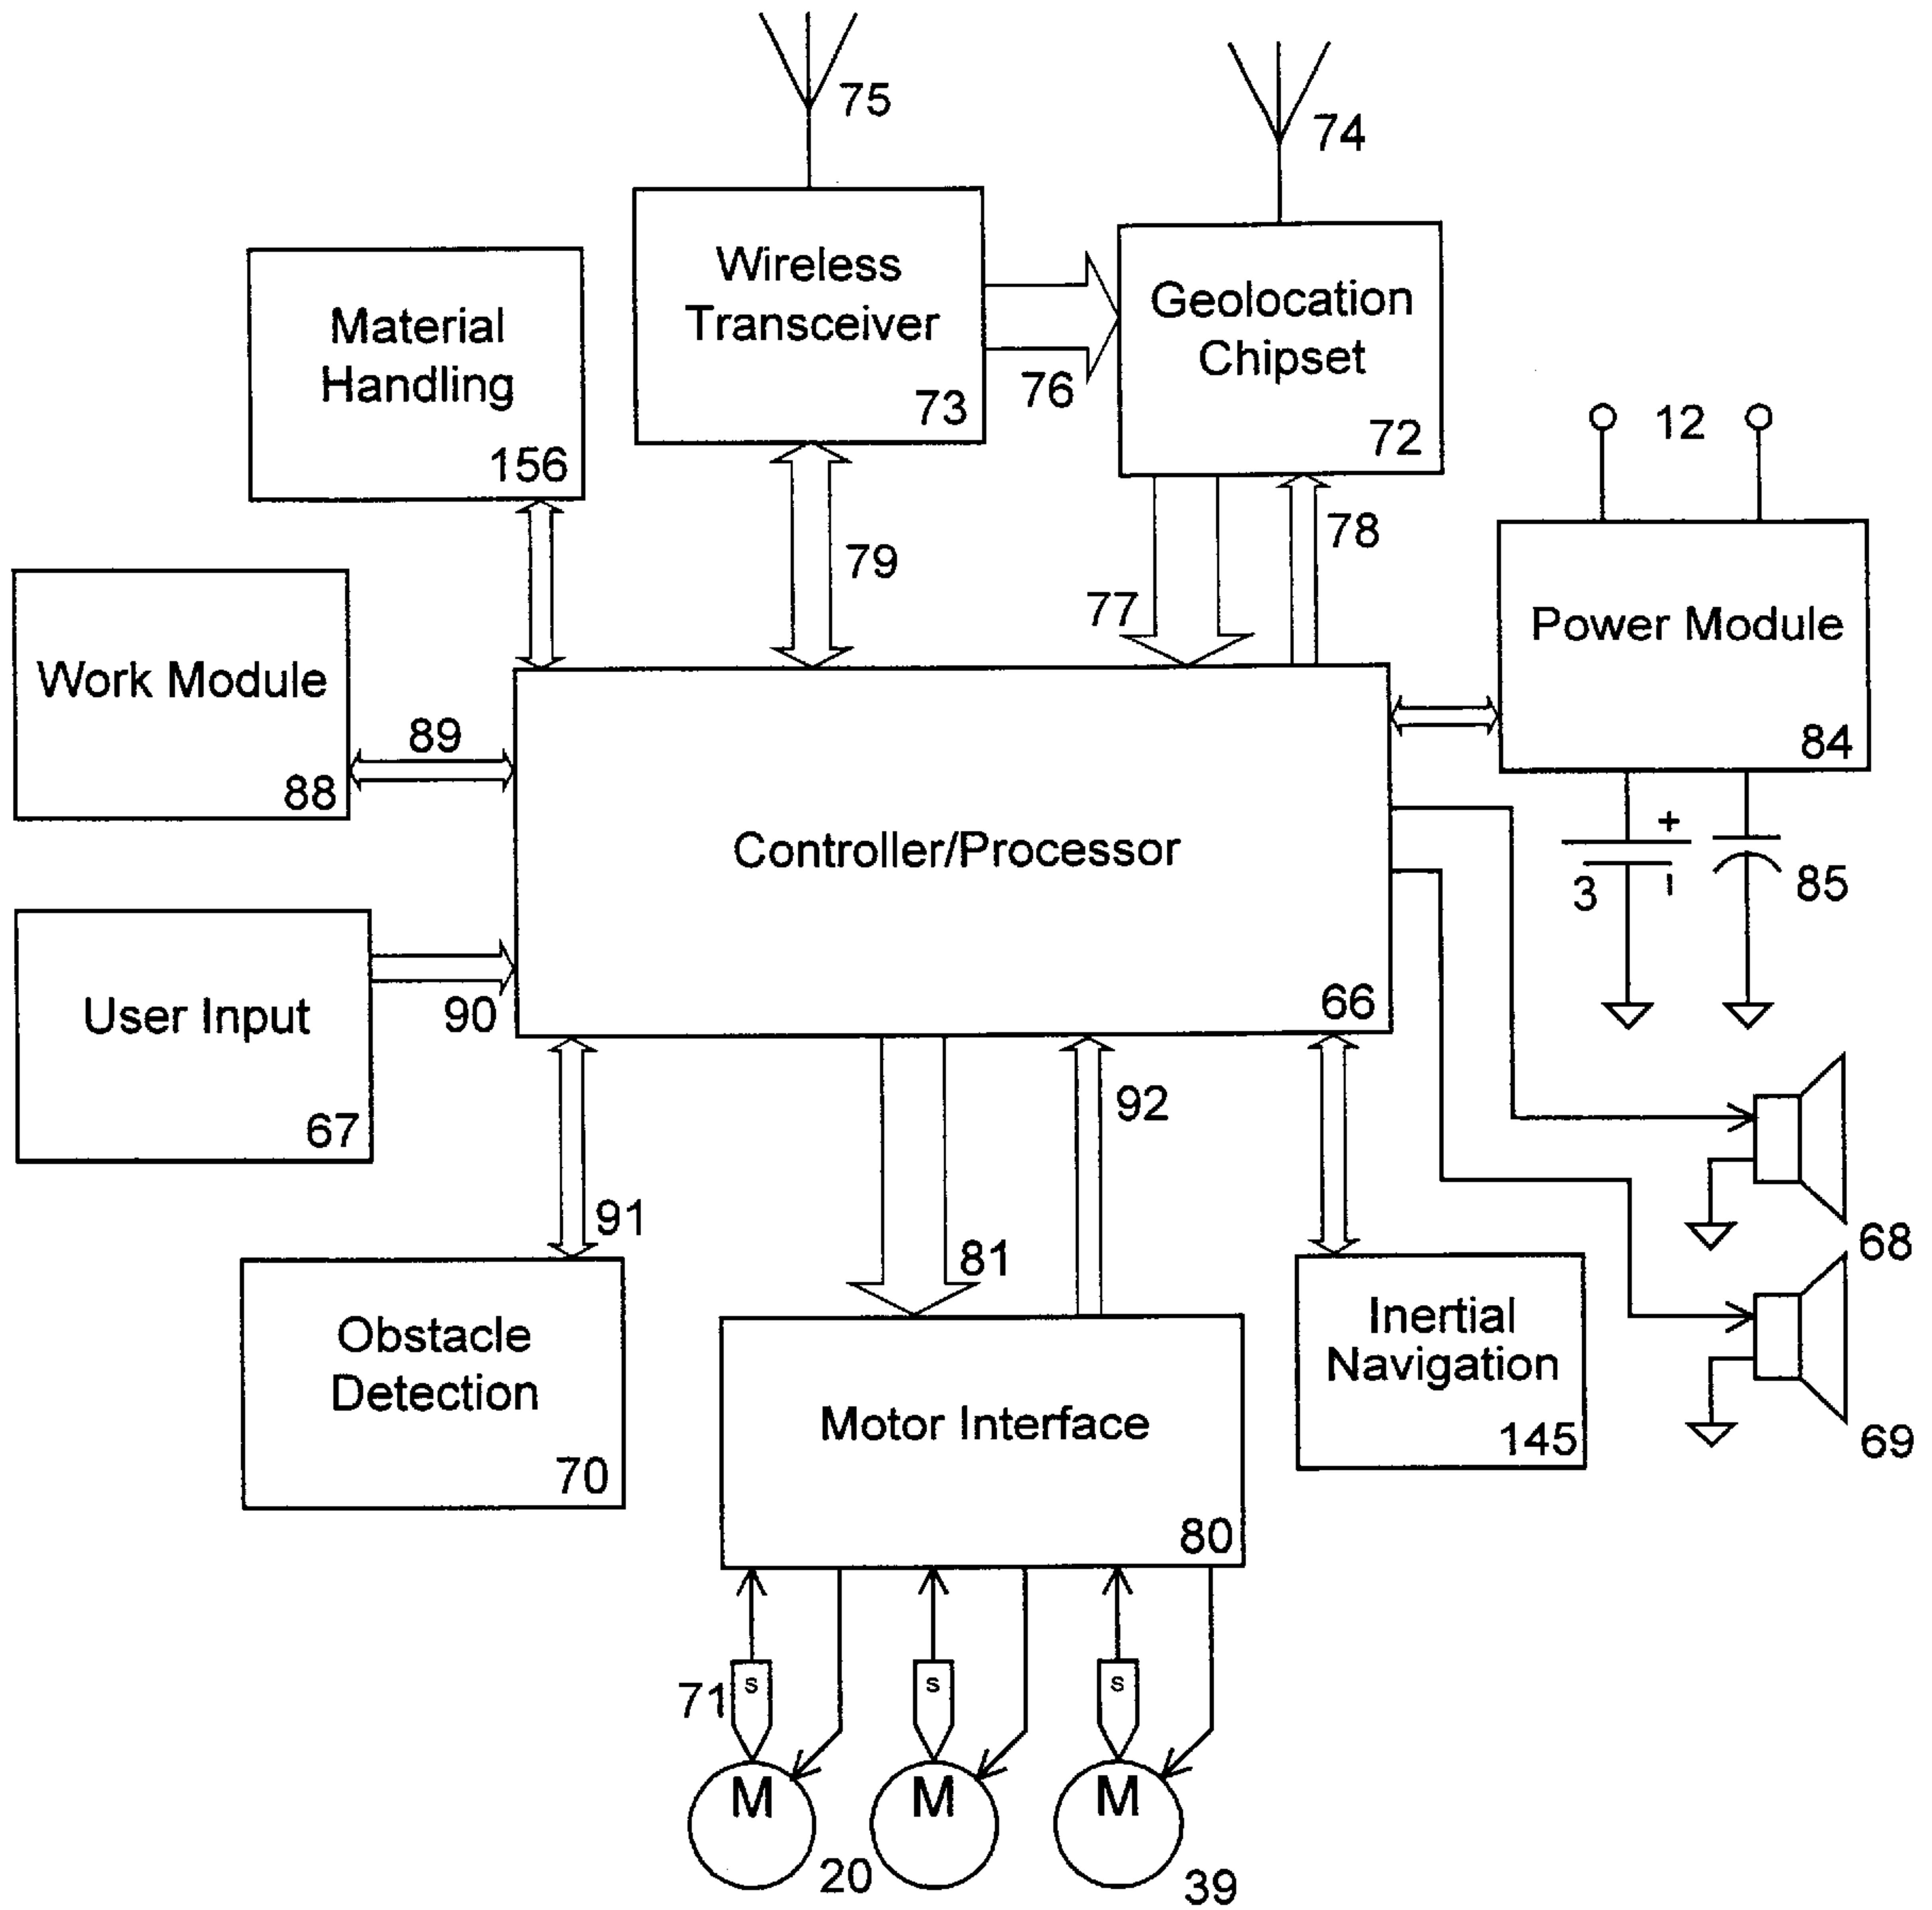 75
74
Wireless
Transceiver
73
76
Geolocation
Chipset
72
Material
Handling
156
12
79
77
78
Power Module
84
Work Module
88
89
Controller/Processor
66
+
3
85
User Input
67
90
91
81
92
68
Obstacle
Detection
70
Motor Interface
80
Inertial
Navigation
145
69
71
s
s
s
M
M
M
20
39